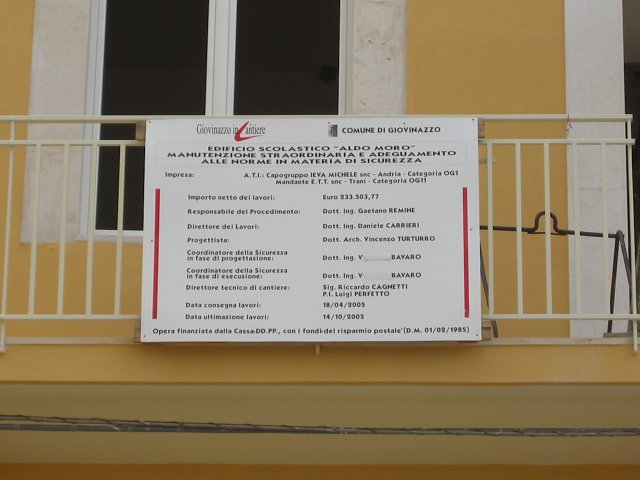 Giovinazzo in Cantiere
COMUNE DI GIOVINAZZO
EDIFICIO SCOLASTICO "ALDO MORO"
MANUTENZIONE STRAORDINARIA E ADEGUAMENTO
ALLE NORME IN MATERIA DI SICUREZZA
Impresa: A.T.I.: Capogruppo IEVA MICHELE snc - Andria - Categoria OG1
Mandante E.T.T. snc - Trani - Categoria OG11
Importo netto dei lavori: Euro 233.503,77
Responsabile del Procedimento: Dott. Ing. Gaetano REMINE
Direttore dei Lavori: Dott. Ing. Daniele CARRIERI
Progettista: Dott. Arch. Vincenzo TURTURRO
Coordinatore della Sicurezza
in fase di progettazione: Dott. Ing. V BAVARO
Coordinatore della Sicurezza
in fase di esecuzione: Dott. Ing. V BAVARO
Direttore tecnico di cantiere: Sig. Riccardo CAGNETTI
P.I. Luigi PERFETTO
Data consegna lavori: 18/04/2005
Data ultimazione lavori: 14/10/2005
Opera finanziata dalla Cassa DD.PP., con i fondi del risparmio postale (D.M. 01/02/1985)